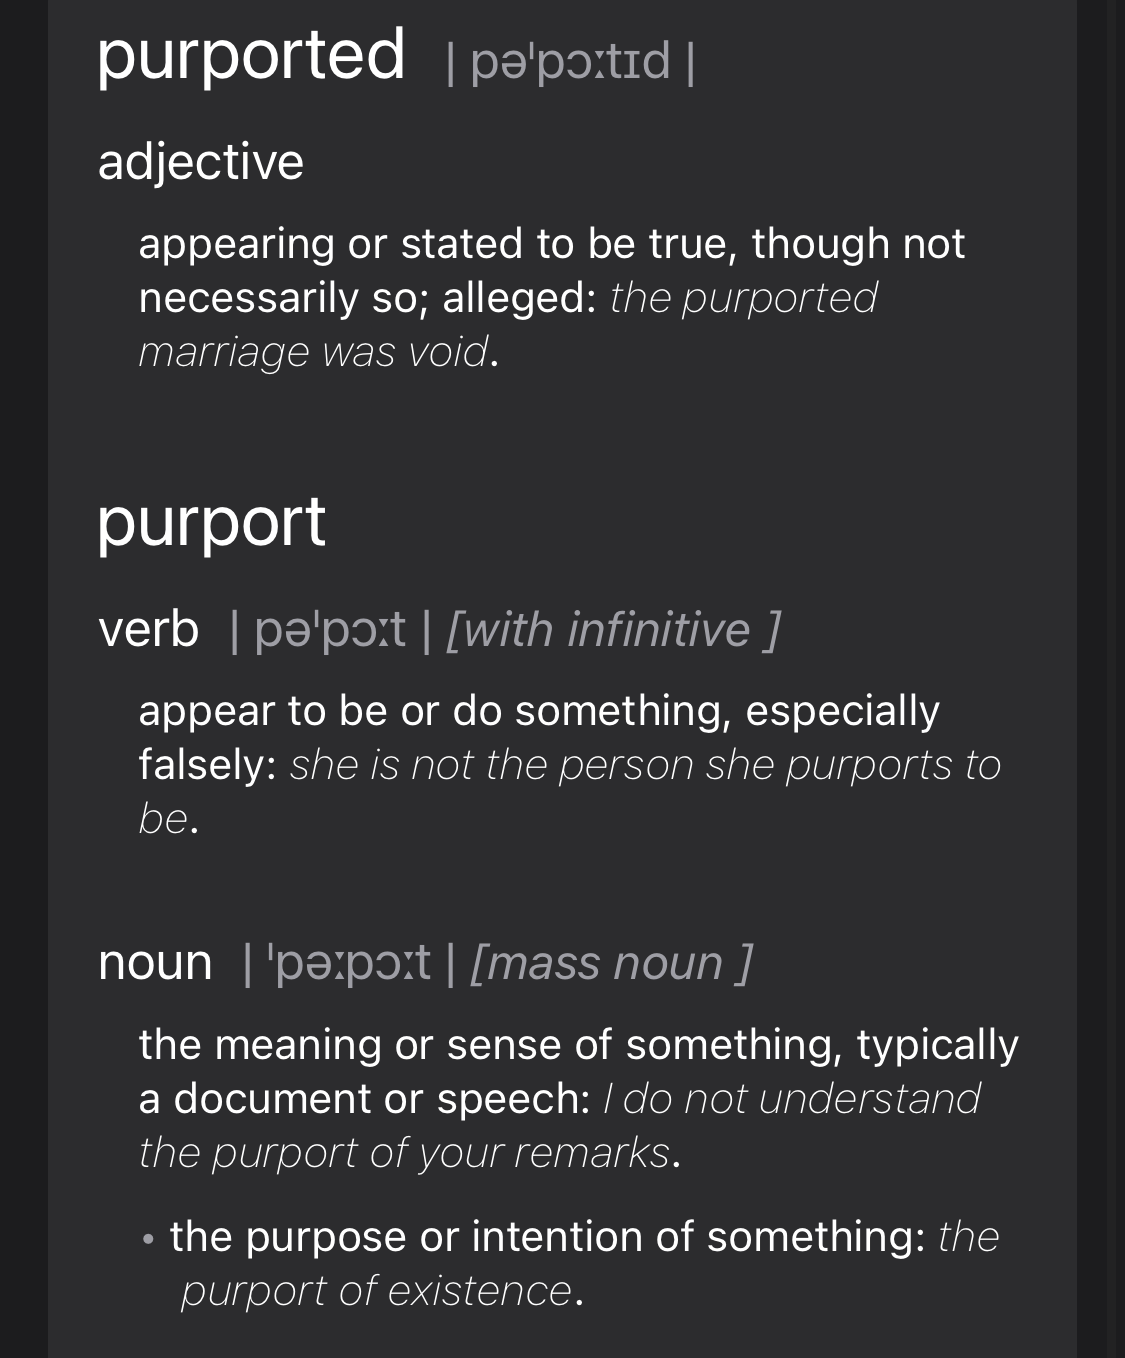 purported | pəˈpɔːtɪd |
adjective
appearing or stated to be true, though not
necessarily so; alleged: the purported
marriage was void.
purport
verb | pəˈpɔːt | [with infinitive ]
appear to be or do something, especially
falsely: she is not the person she purports to
be.
noun | ˈpəːpɔːt | [mass noun ]
the meaning or sense of something, typically
a document or speech: I do not understand
the purport of your remarks.
• the purpose or intention of something: the
purport of existence.